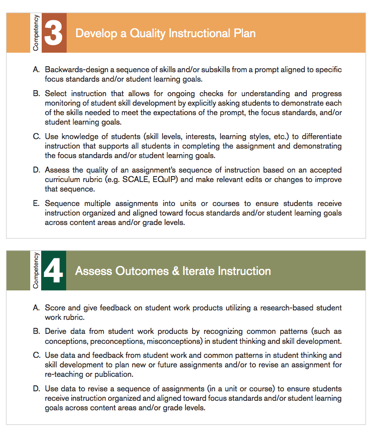 Competency
3
Develop a Quality Instructional Plan
A. Backwards-design a sequence of skills and/or subskills from a prompt aligned to specific
focus standards and/or student learning goals.
B. Select instruction that allows for ongoing checks for understanding and progress
monitoring of student skill development by explicitly asking students to demonstrate each
of the skills needed to meet the expectations of the prompt, the focus standards, and/or
student learning goals.
C. Use knowledge of students (skill levels, interests, learning styles, etc.) to differentiate
instruction that supports all students in completing the assignment and demonstrating
the focus standards and/or student learning goals.
D. Assess the quality of an assignment's sequence of instruction based on an accepted
curriculum rubric (e.g. SCALE, EQuIP) and make relevant edits or changes to improve
that sequence.
E. Sequence multiple assignments into units or courses to ensure students receive
instruction organized and aligned toward focus standards and/or student learning goals
across content areas and/or grade levels.
Competency
4
Assess Outcomes & Iterate Instruction
A. Score and give feedback on student work products utilizing a research-based student
work rubric.
B. Derive data from student work products by recognizing common patterns (such as
conceptions, preconceptions, misconceptions) in student thinking and skill development.
C. Use data and feedback from student work and common patterns in student thinking and
skill development to plan new or future assignments and/or to revise an assignment for
re-teaching or publication.
D. Use data to revise a sequence of assignments (in a unit or course) to ensure students
receive instruction organized and aligned toward focus standards and/or student learning
goals across content areas and/or grade levels.